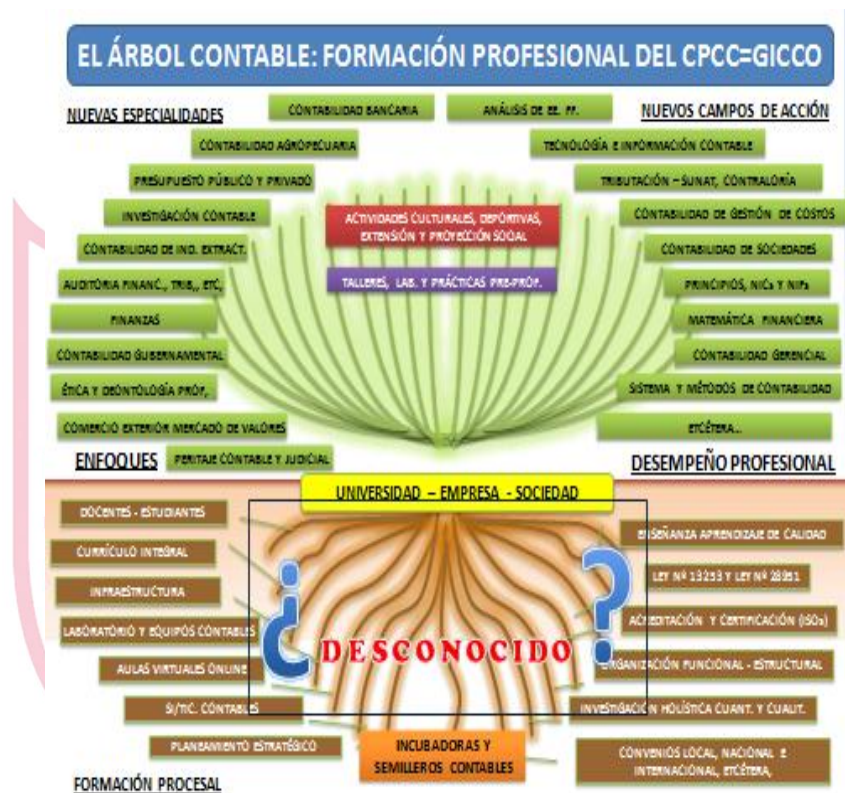 EL ÁRBOL CONTABLE: FORMACIÓN PROFESIONAL DEL CPCC=GICCO
NUEVAS ESPECIALIDADES
CONTABILIDAD BANCARIA
ANÁLISIS DE EE. FF.
NUEVOS CAMPOS DE ACCIÓN
CONTABILIDAD AGROPECUARIA
TECNOLOGÍA E INFORMACIÓN CONTABLE
PRESUPUESTO PÚBLICO Y PRIVADO
TRIBUTACIÓN – SUNAT, CONTRALORÍA
INVESTIGACIÓN CONTABLE
ACTIVIDADES CULTURALES, DEPORTIVAS,
EXTENSIÓN Y PROYECCIÓN SOCIAL
CONTABILIDAD DE GESTIÓN DE COSTOS
CONTABILIDAD DE IND. EXTRACT.
CONTABILIDAD DE SOCIEDADES
AUDITORIA FINANC., TRIB,, ETC,
TALLERES, LAB. Y PRÁCTICAS PRE-PROF.
PRINCIPIOS, NICs Y NIFs
FINANZAS
MATEMÁTICA FINANCIERA
CONTABILIDAD GUBERNAMENTAL
CONTABILIDAD GERENCIAL
ÉTICA Y DEONTOLOGÍA PROF,
SISTEMA Y MÉTODOS DE CONTABILIDAD
COMERCIO EXTERIOR MERCADO DE VALORES
ETCÉTERA...
ENFOQUES
PERITAJE CONTABLE Y JUDICIAL
DESEMPEÑO PROFESIONAL
UNIVERSIDAD – EMPRESA - SOCIEDAD
DOCENTES - ESTUDIANTES
ENSEÑANZA APRENDIZAJE DE CALIDAD
CURRÍCULO INTEGRAL
LEY Nº 13253 Y LEY Nº 28951
INFRAESTRUCTURA
ACREDITACIÓN Y CERTIFICACIÓN (ISOs)
LABORATORIO Y EQUIPOS CONTABLES
¿ DESCONOCIDO ?
AULAS VIRTUALES ONLINE
ORGANIZACIÓN FUNCIONAL - ESTRUCTURAL
SI/TIC. CONTABLES
INVESTIGACIÓN HOLÍSTICA CUANT. Y CUALIT.
PLANEAMIENTO ESTRATÉGICO
INCUBADORAS Y
SEMILLEROS CONTABLES
CONVENIOS LOCAL, NACIONAL E
INTERNACIONAL, ETCÉTERA,
FORMACIÓN PROCESAL